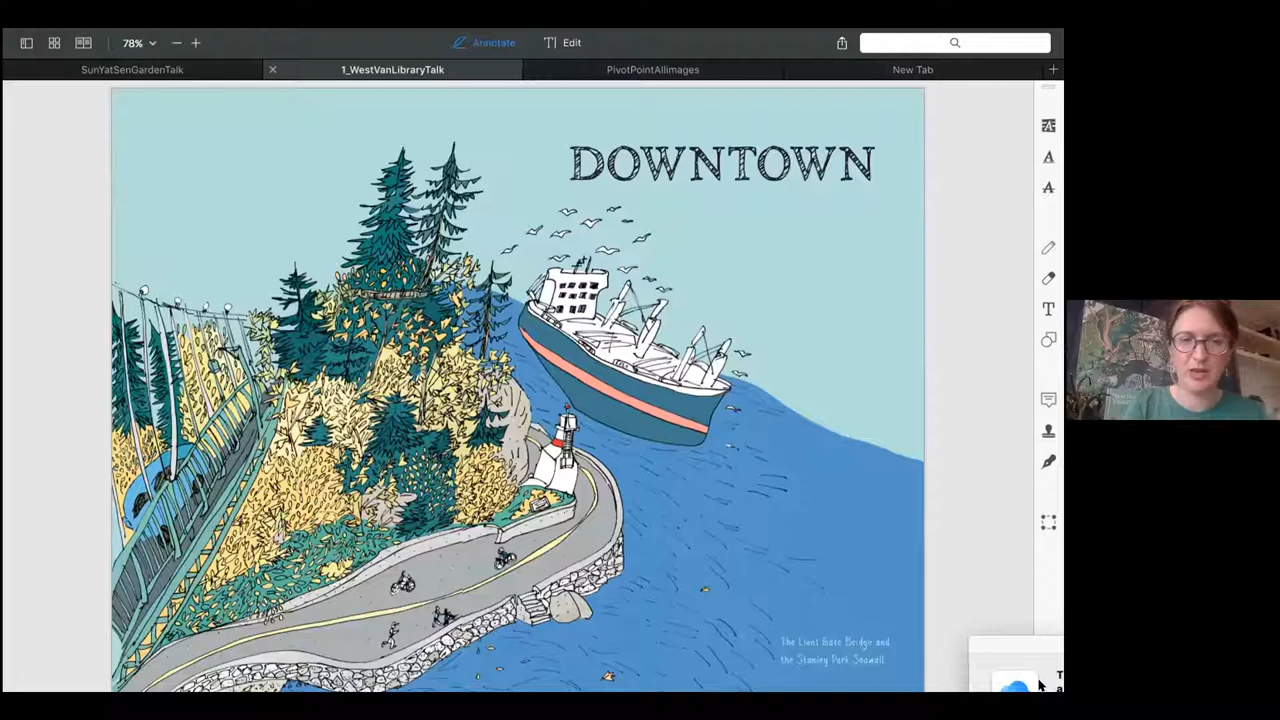 78%
Annotate
Edit
SunYatSenGardenTalk
1_WestVanLibraryTalk
PivotPointAllimages
New Tab
DOWNTOWN
The Lions Gate Bridge and
the Stanley Park Seawall